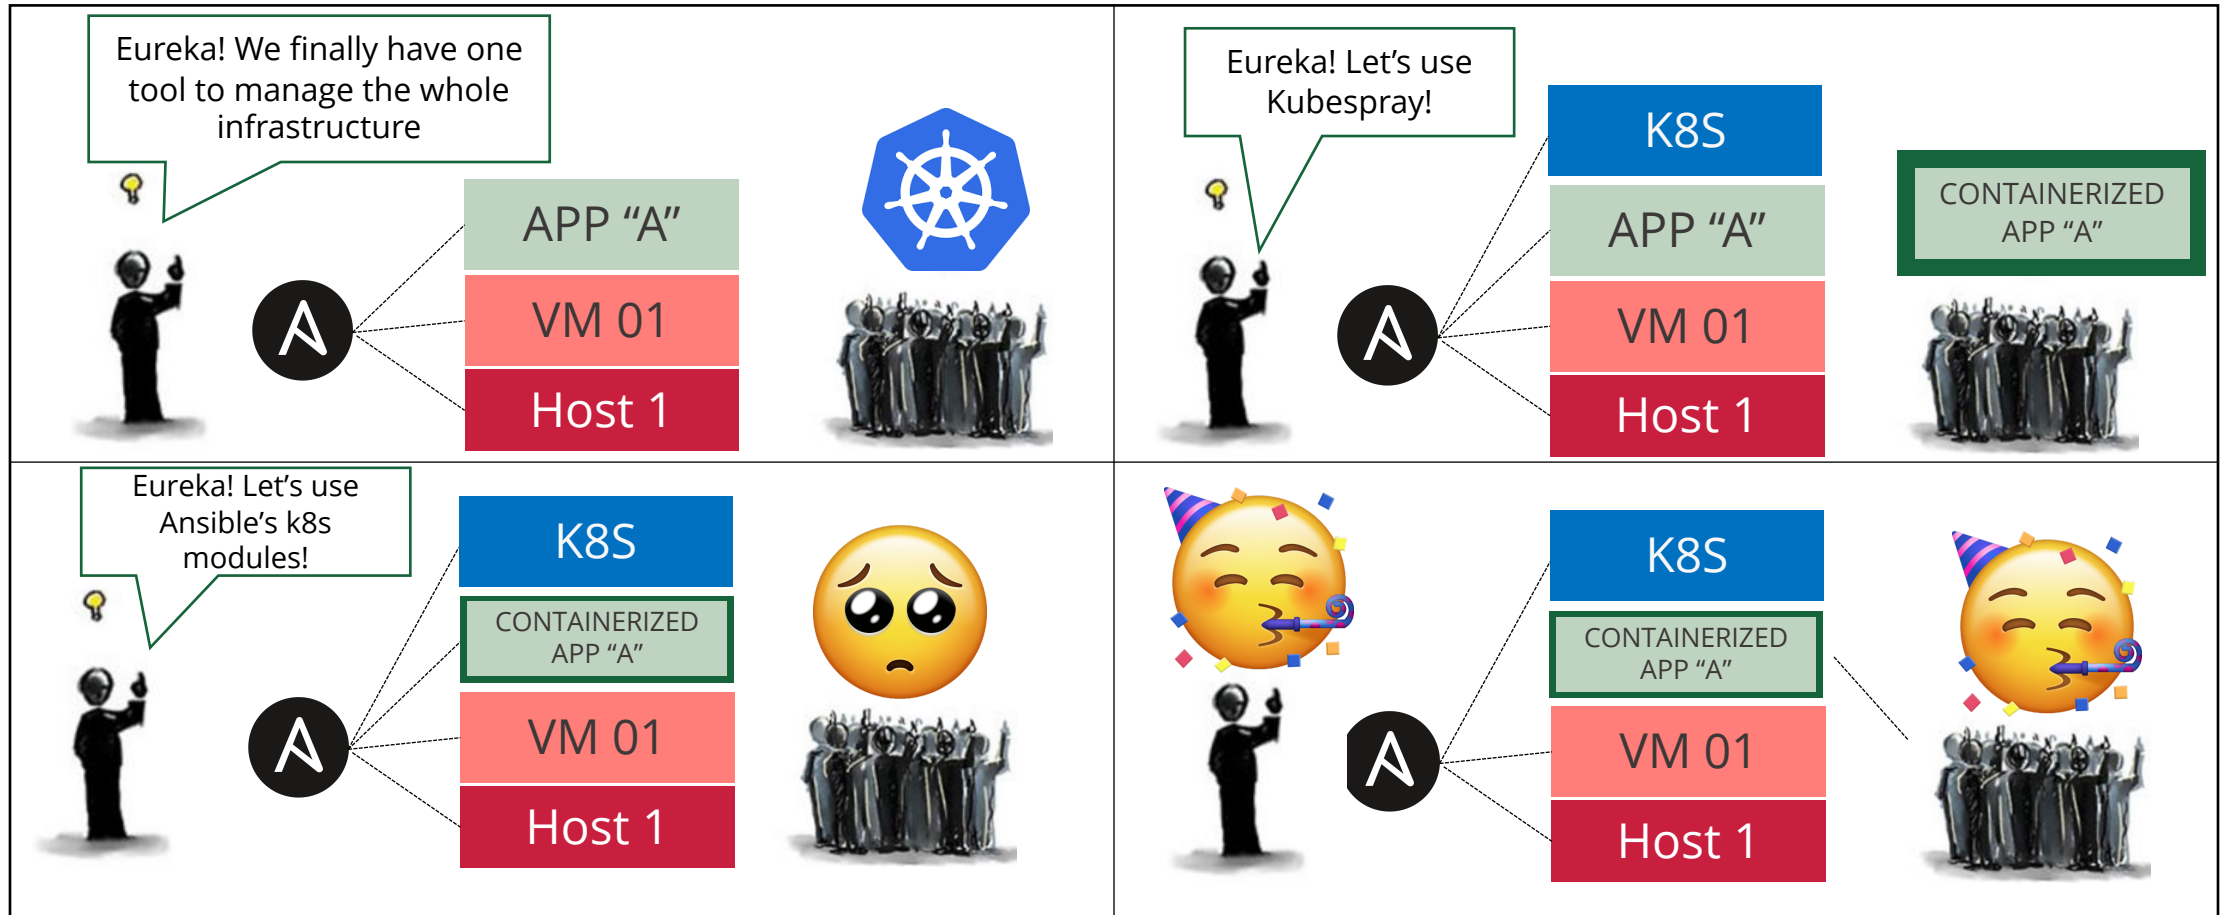 Eureka! We finally have one
tool to manage the whole
infrastructure
APP “A”
VM 01
Host 1
Eureka! Let’s use
Kubespray!
K8S
APP “A”
VM 01
Host 1
CONTAINERIZED
APP “A”
Eureka! Let’s use
Ansible’s k8s
modules!
K8S
CONTAINERIZED
APP “A”
VM 01
Host 1
K8S
CONTAINERIZED
APP “A”
VM 01
Host 1